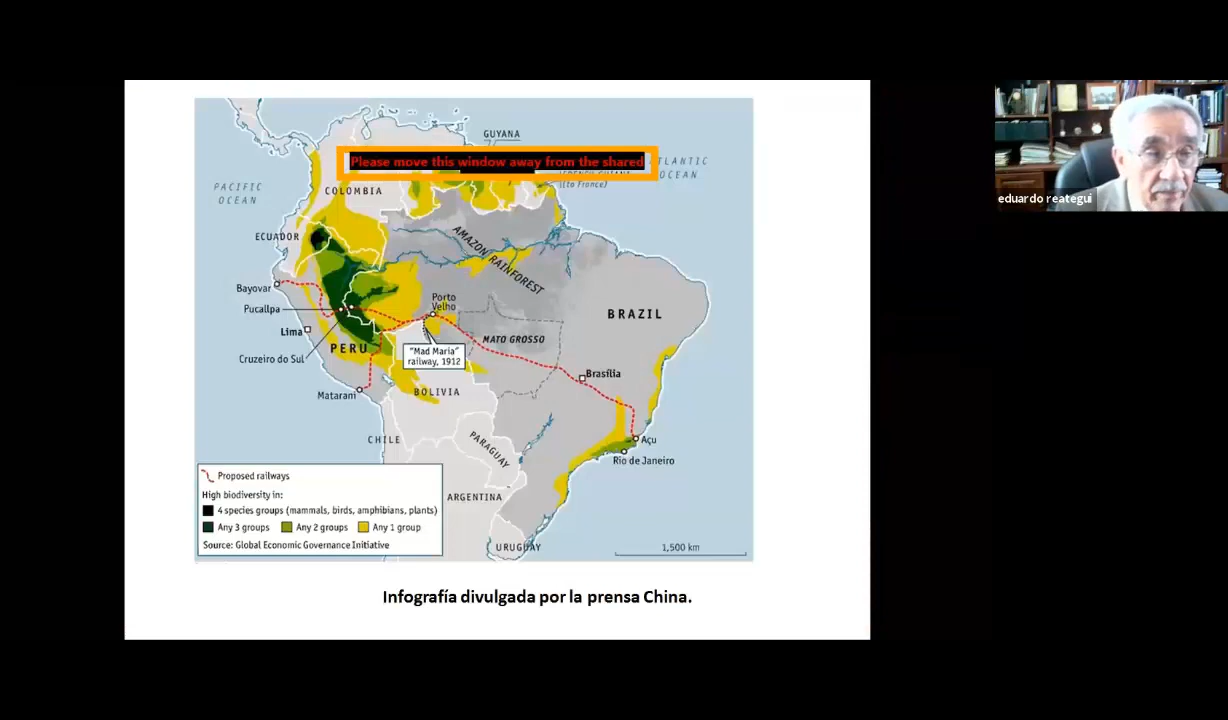 GUYANA
Please move this window away from the shared
ATLANTIC
OCEAN
(to France)
PACIFIC
OCEAN
COLOMBIA
ECUADOR
AMAZON RAINFOREST
Bayovar
Porto
Velho
Pucallpa
BRAZIL
Lima
PERU
MATO GROSSO
"Mad Maria"
railway, 1912
Cruzeiro do Sul
Brasília
Matarani
BOLIVIA
CHILE
PARAGUAY
Açu
Rio de Janeiro
ARGENTINA
URUGUAY
1,500 km
Proposed railways
High biodiversity in:
4 species groups (mammals, birds, amphibians, plants)
Any 3 groups Any 2 groups Any 1 group
Source: Global Economic Governance Initiative
Infografía divulgada por la prensa China.
eduardo reategui